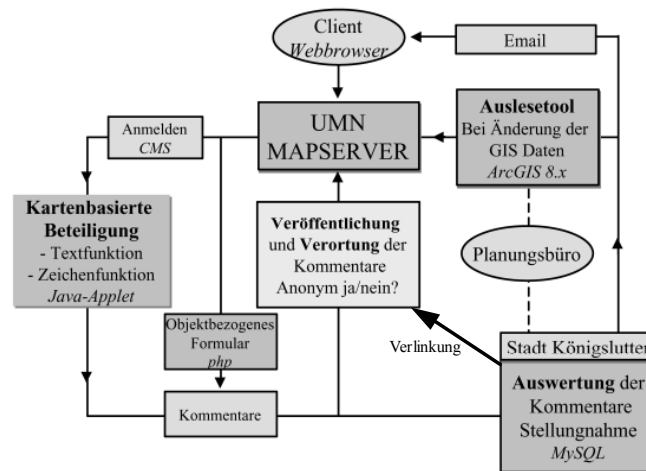 Client
Webbrowser
Email
Anmelden
CMS
UMN
MAPSERVER
Auslesetool
Bei Änderung der
GIS Daten
ArcGIS 8.x
Kartenbasierte
Beteiligung
- Textfunktion
- Zeichenfunktion
Java-Applet
Veröffentlichung
und Verortung der
Kommentare
Anonym ja/nein?
Planungsbüro
Objektbezogenes
Formular
php
Verlinkung
Stadt Königslutter
Kommentare
Auswertung der
Kommentare
Stellungnahme
MySQL